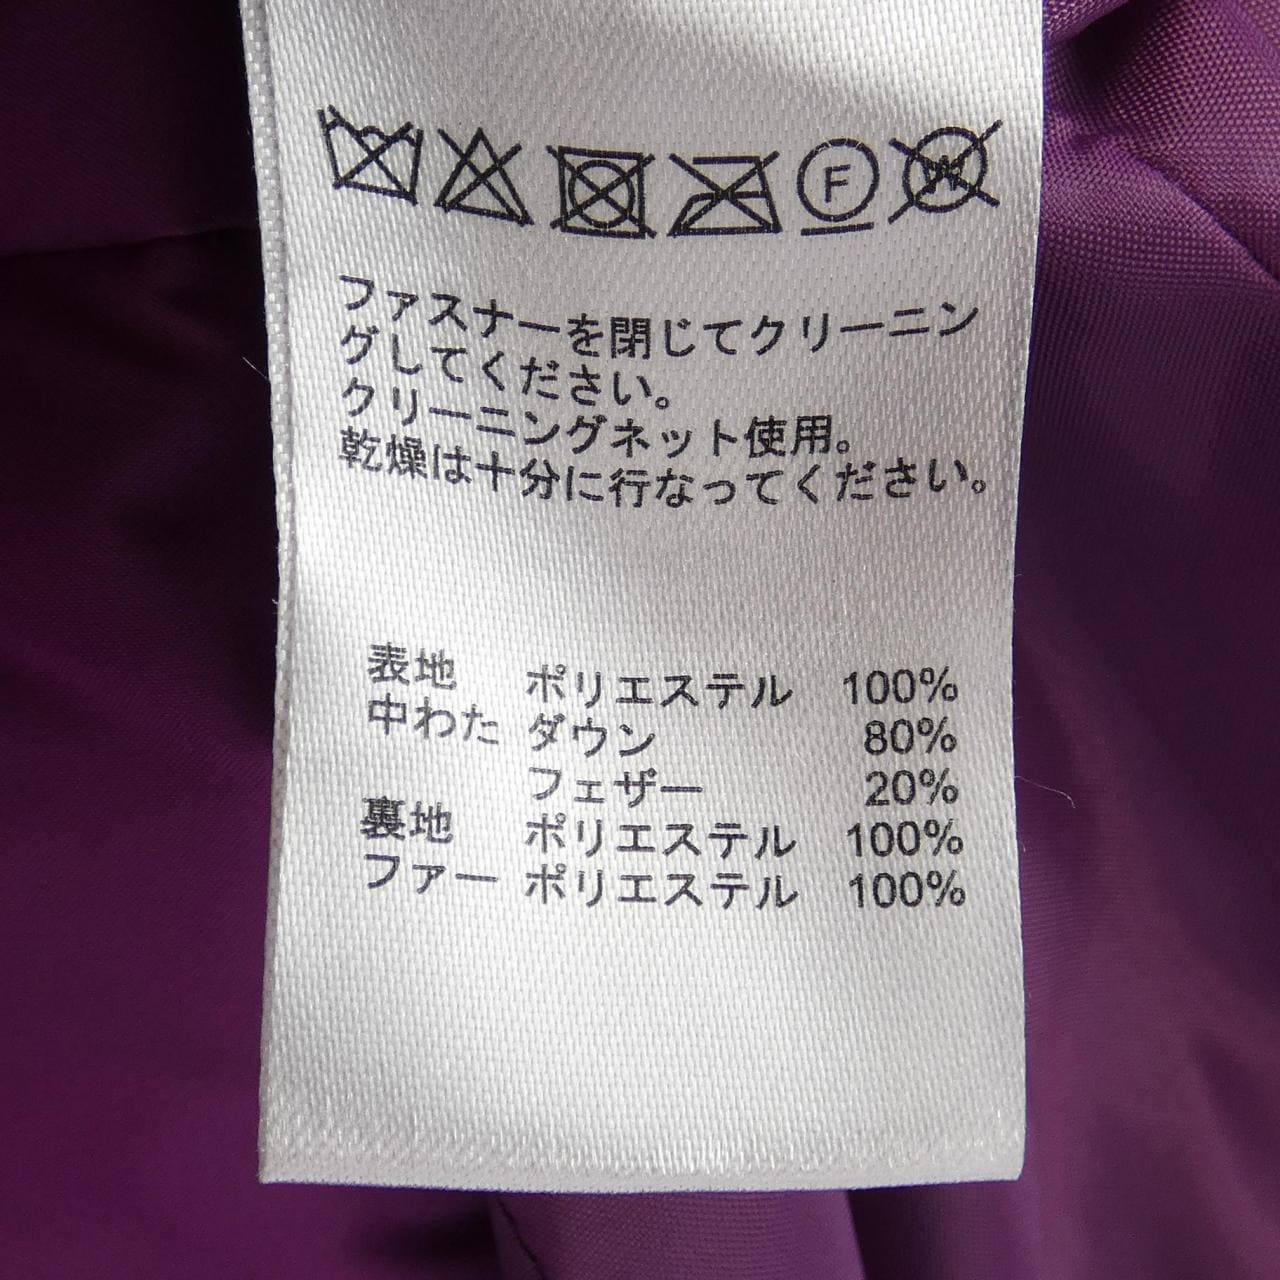 F W
ファスナーを閉じてクリーニン
グしてください。
クリーニングネット使用。
乾燥は十分に行なってください。
表地 ポリエステル 100%
中わた ダウン 80%
フェザー 20%
裏地 ポリエステル 100%
ファー ポリエステル 100%